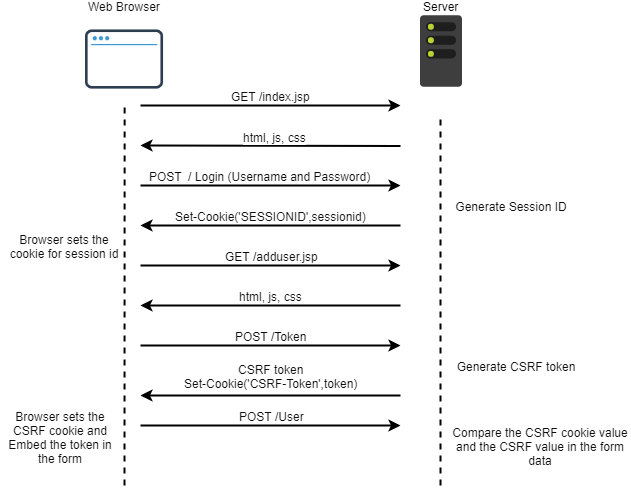 Web Browser
Server
GET /index.jsp
html, js, css
POST / Login (Username and Password)
Generate Session ID
Set-Cookie('SESSIONID',sessionid)
Browser sets the
cookie for session id
GET /adduser.jsp
html, js, css
POST /Token
Generate CSRF token
CSRF token
Set-Cookie('CSRF-Token',token)
Browser sets the
CSRF cookie and
Embed the token in
the form
POST /User
Compare the CSRF cookie value
and the CSRF value in the form
data